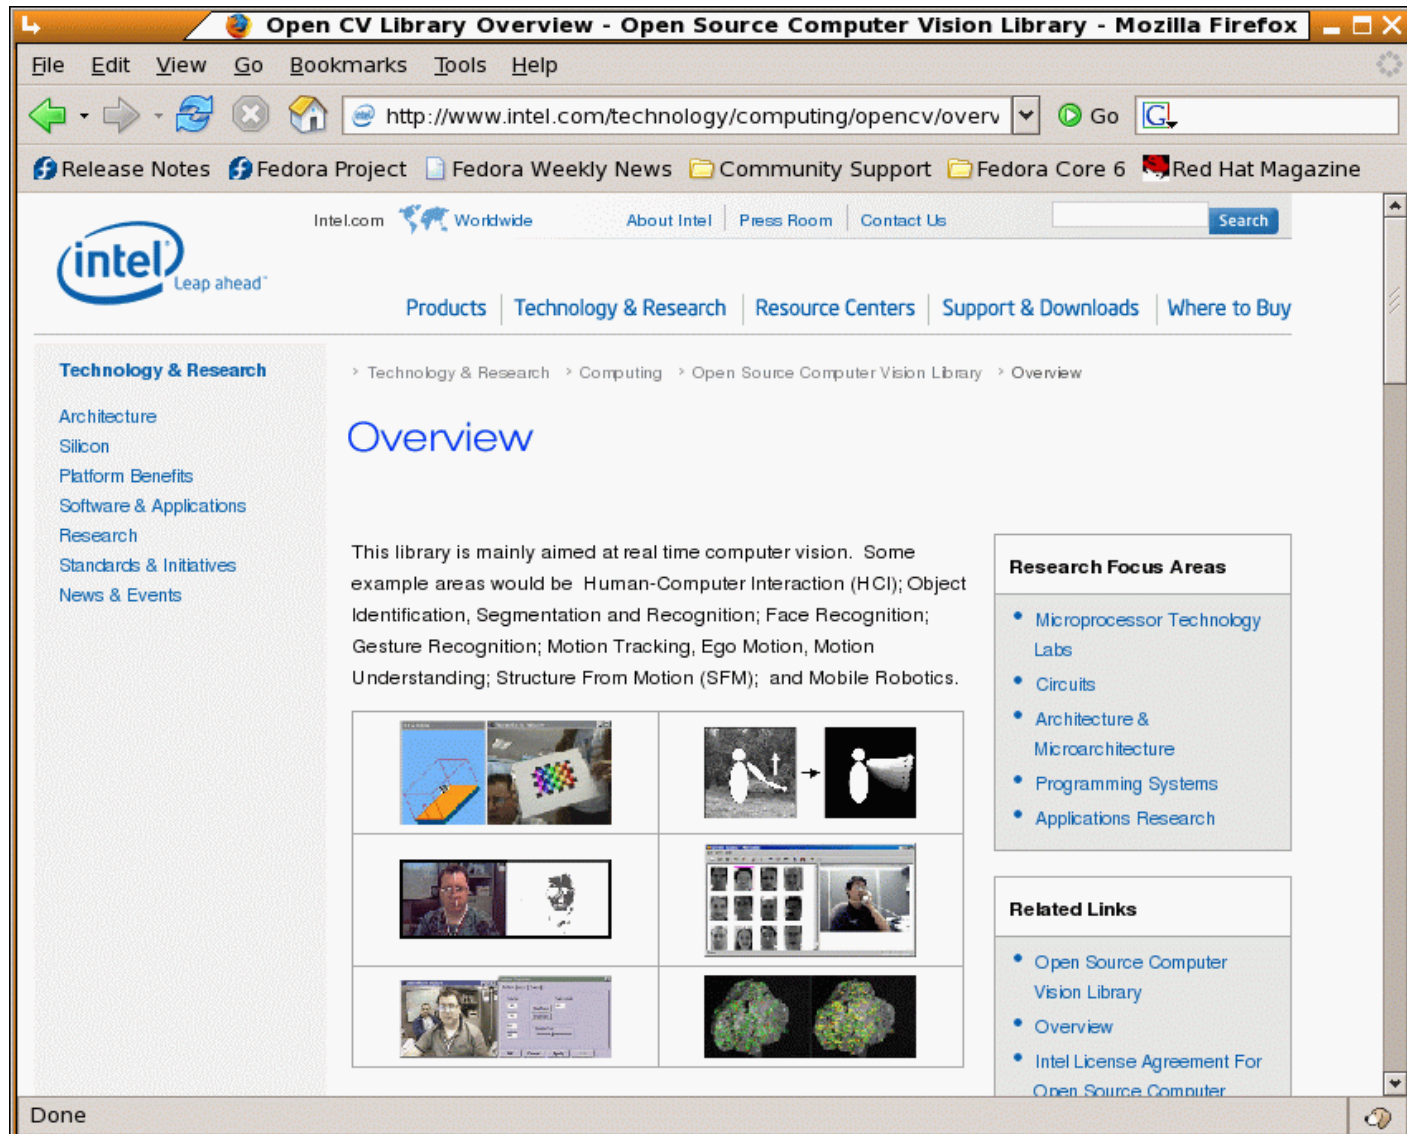 Open CV Library Overview - Open Source Computer Vision Library - Mozilla Firefox
File Edit View Go Bookmarks Tools Help
http://www.intel.com/technology/computing/opencv/overv Go G
Release Notes Fedora Project Fedora Weekly News Community Support Fedora Core 6 Red Hat Magazine
Intel.com Worldwide About Intel Press Room Contact Us Search
intel Leap ahead™
Products Technology & Research Resource Centers Support & Downloads Where to Buy
Technology & Research
Architecture
Silicon
Platform Benefits
Software & Applications
Research
Standards & Initiatives
News & Events
> Technology & Research > Computing > Open Source Computer Vision Library > Overview
Overview
This library is mainly aimed at real time computer vision. Some
example areas would be Human-Computer Interaction (HCI); Object
Identification, Segmentation and Recognition; Face Recognition;
Gesture Recognition; Motion Tracking, Ego Motion, Motion
Understanding; Structure From Motion (SFM); and Mobile Robotics.
Research Focus Areas
Microprocessor Technology
Labs
Circuits
Architecture &
Microarchitecture
Programming Systems
Applications Research
Related Links
Open Source Computer
Vision Library
Overview
Intel License Agreement For
Open Source Computer
Done